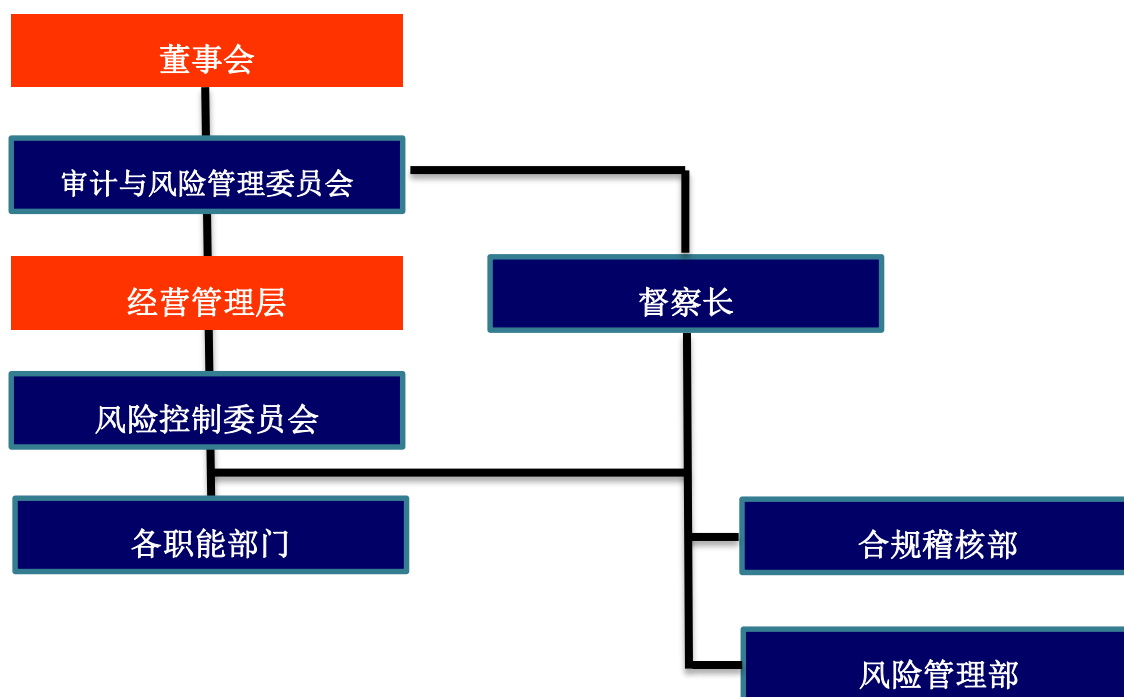 董事会
审计与风险管理委员会
经营管理层
督察长
风险控制委员会
各职能部门
合规稽核部
风险管理部